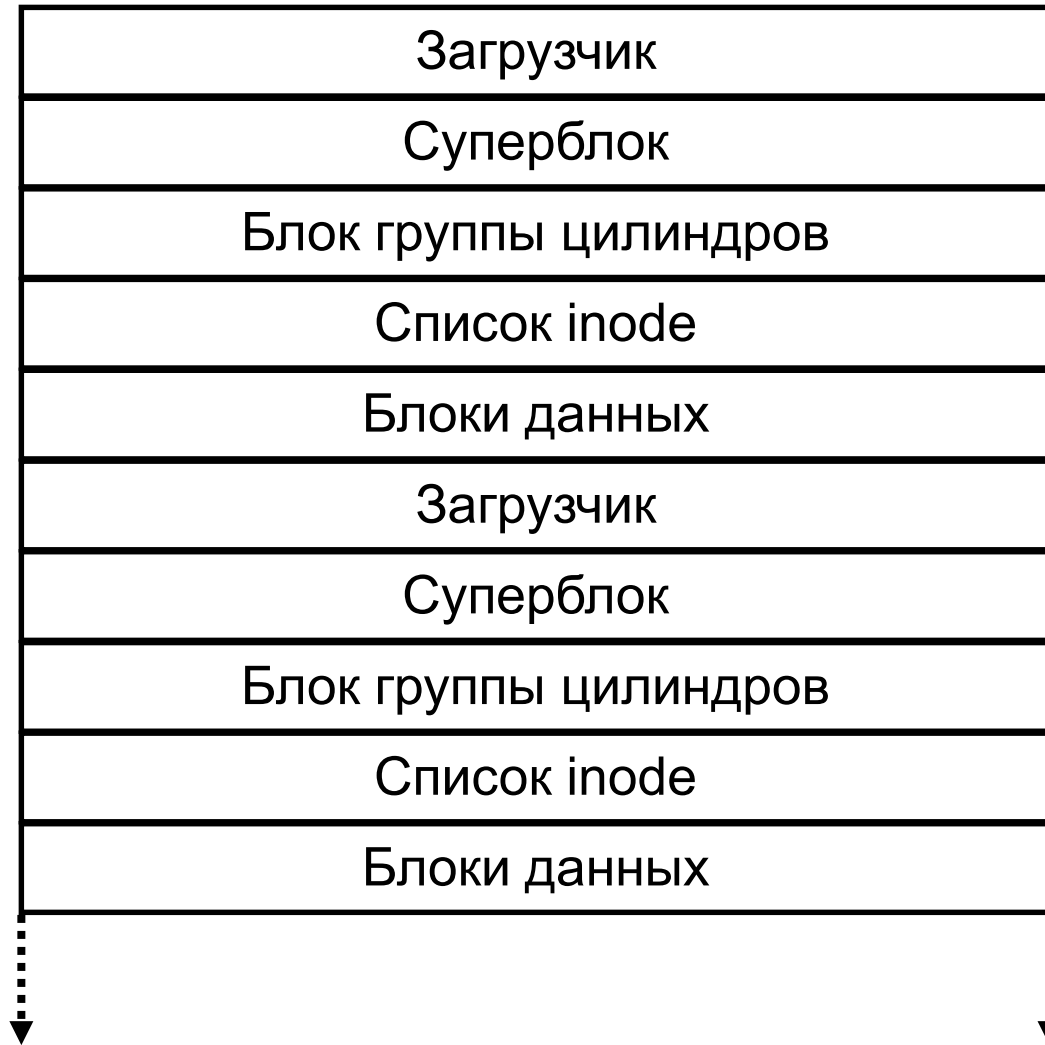 Загрузчик
Суперблок
Блок группы цилиндров
Список inode
Блоки данных
Загрузчик
Суперблок
Блок группы цилиндров
Список inode
Блоки данных